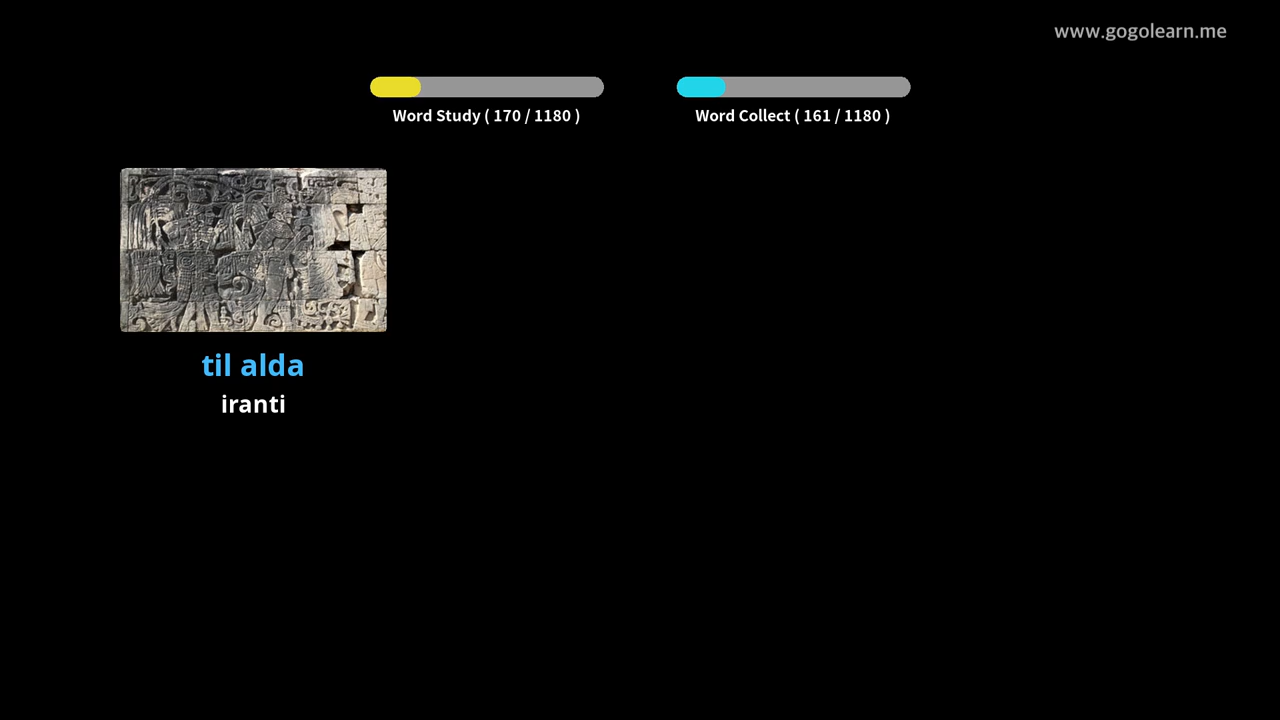 www.gogolearn.me
Word Study ( 170 / 1180 )
Word Collect ( 161 / 1180 )
til alda
iranti